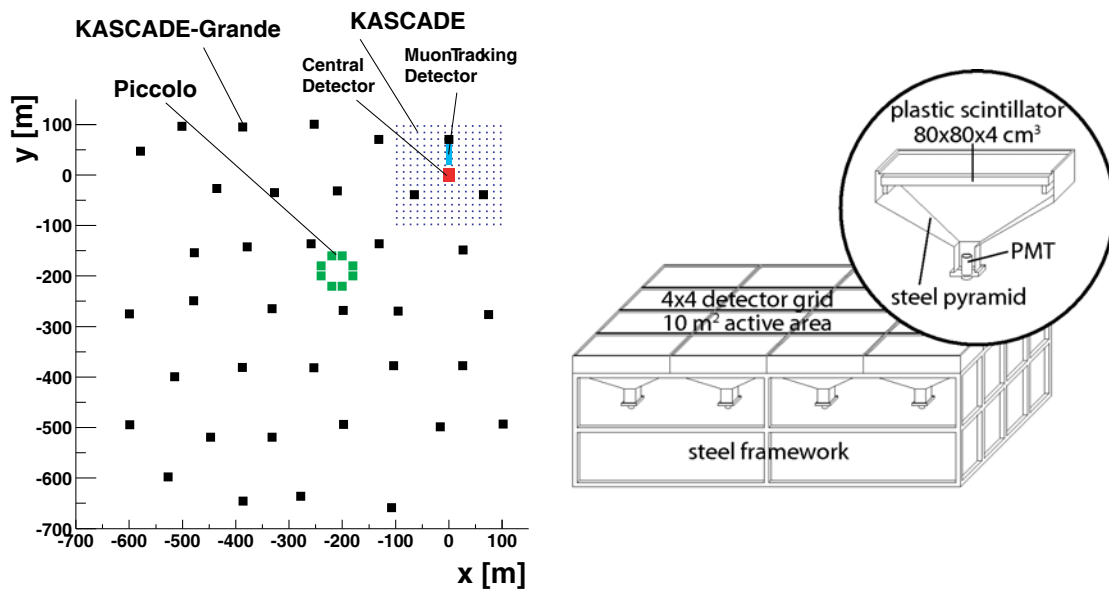 KASCADE-Grande
KASCADE
Central
Detector
MuonTracking
Detector
Piccolo
y [m]
100
0
-100
-200
-300
-400
-500
-600
-700
-700 -600 -500 -400 -300 -200 -100 0 100
x [m]
plastic scintillator
80x80x4 cm³
PMT
steel pyramid
4x4 detector grid
10 m² active area
steel framework